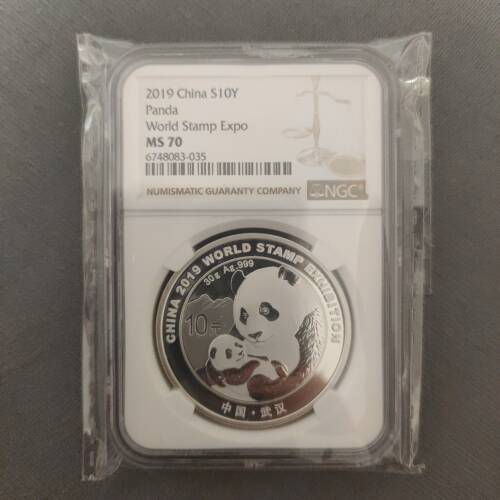 2019 China S10Y
Panda
World Stamp Expo
MS 70
6748083-035
NUMISMATIC GUARANTY COMPANY
NGC
CHINA 2019 WORLD STAMP EXHIBITION
30g Ag.999
10元
中国·武汉